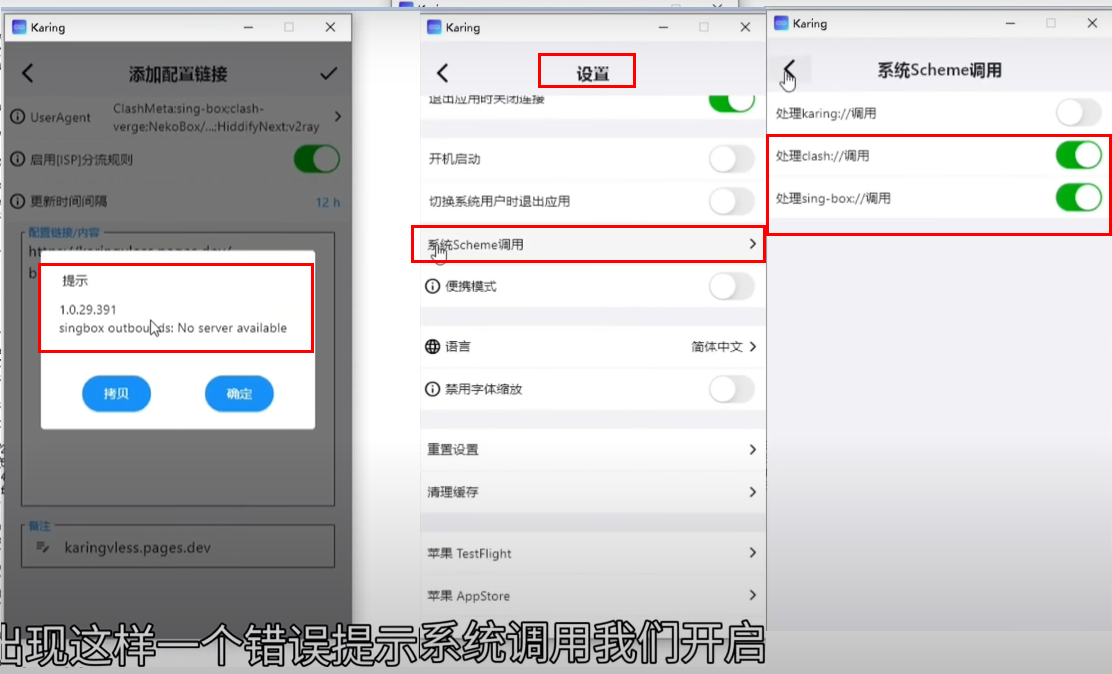 Karing
添加配置链接
UserAgent
ClashMeta;sing-box;clash-
verge;NekoBox/...;HiddifyNext;v2ray
启用[ISP]分流规则
更新时间间隔
12 h
配置链接/内容
提示
1.0.29.391
singbox outbounds: No server available
拷贝
确定
备注
karingvless.pages.dev
Karing
设置
退出应用时关闭连接
开机启动
切换系统用户时退出应用
系统Scheme调用
便携模式
语言
简体中文
禁用字体缩放
重置设置
清理缓存
苹果 TestFlight
苹果 AppStore
Karing
系统Scheme调用
处理karing://调用
处理clash://调用
处理sing-box://调用
出现这样一个错误提示系统调用我们开启